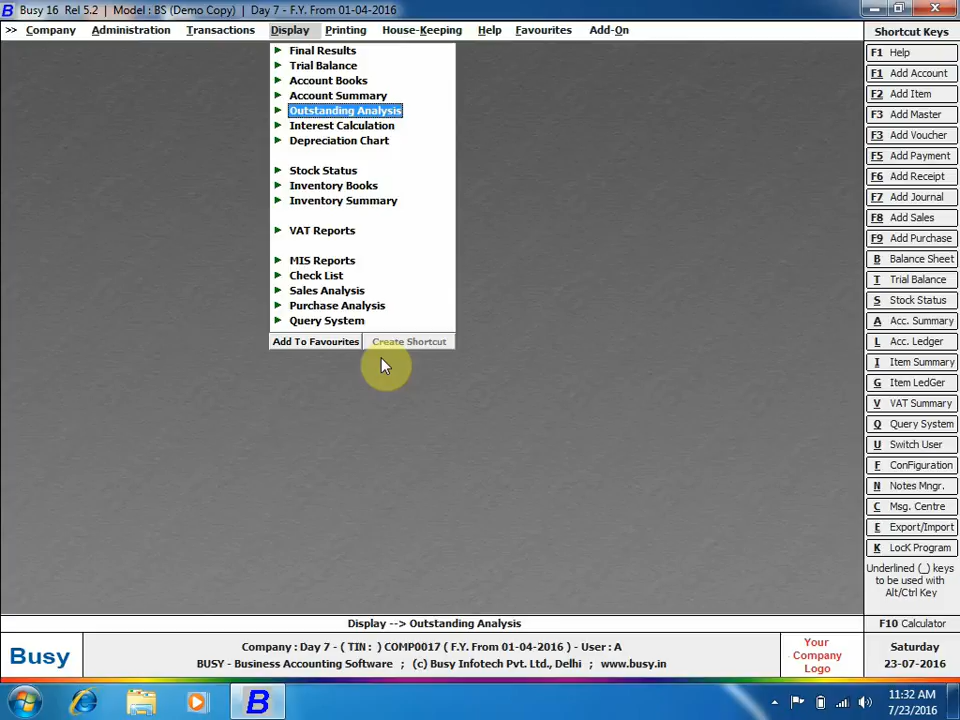 B Busy 16 Rel 5.2 | Model : BS (Demo Copy) | Day 7 - F.Y. From 01-04-2016
>> Company Administration Transactions Display Printing House-Keeping Help Favourites Add-On
Final Results
Trial Balance
Account Books
Account Summary
Outstanding Analysis
Interest Calculation
Depreciation Chart
Stock Status
Inventory Books
Inventory Summary
VAT Reports
MIS Reports
Check List
Sales Analysis
Purchase Analysis
Query System
Add To Favourites Create Shortcut
Shortcut Keys
F1 Help
F1 Add Account
F2 Add Item
F3 Add Master
F3 Add Voucher
F5 Add Payment
F6 Add Receipt
F7 Add Journal
F8 Add Sales
F9 Add Purchase
B Balance Sheet
T Trial Balance
S Stock Status
A Acc. Summary
L Acc. Ledger
I Item Summary
G Item LedGer
V VAT Summary
Q Query System
U Switch User
F ConFiguration
N Notes Mngr.
C Msg. Centre
E Export/Import
K LocK Program
Underlined (_) keys
to be used with
Alt/Ctrl Key
F10 Calculator
Display --> Outstanding Analysis
Busy
Company : Day 7 - ( TIN : ) COMP0017 ( F.Y. From 01-04-2016 ) - User : A
BUSY - Business Accounting Software ; (c) Busy Infotech Pvt. Ltd., Delhi ; www.busy.in
Your
Company
Logo
Saturday
23-07-2016
B
11:32 AM
7/23/2016